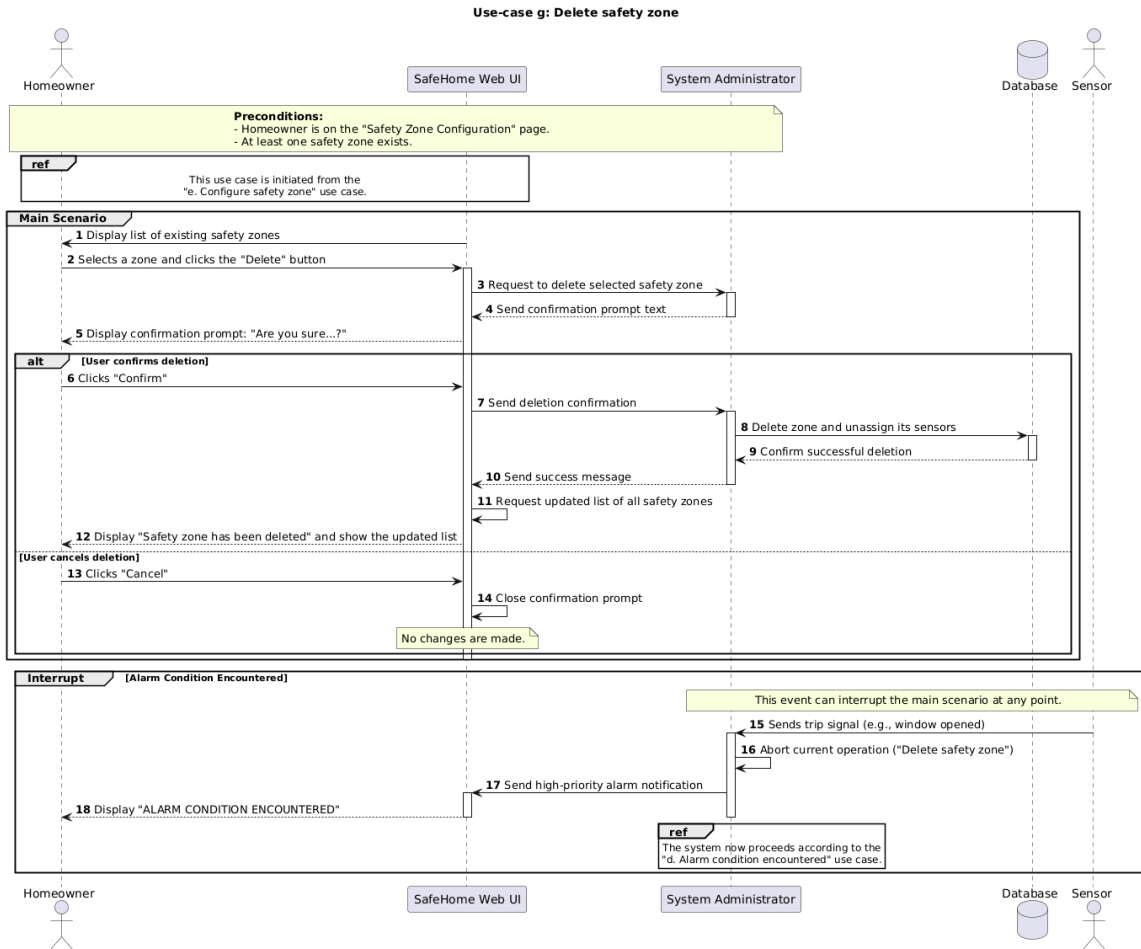 Use-case g: Delete safety zone
Homeowner
SafeHome Web UI
System Administrator
Database
Sensor
Preconditions:
- Homeowner is on the "Safety Zone Configuration" page.
- At least one safety zone exists.
ref
This use case is initiated from the
"e. Configure safety zone" use case.
Main Scenario
1 Display list of existing safety zones
2 Selects a zone and clicks the "Delete" button
3 Request to delete selected safety zone
4 Send confirmation prompt text
5 Display confirmation prompt: "Are you sure...?"
alt [User confirms deletion]
6 Clicks "Confirm"
7 Send deletion confirmation
8 Delete zone and unassign its sensors
9 Confirm successful deletion
10 Send success message
11 Request updated list of all safety zones
12 Display "Safety zone has been deleted" and show the updated list
[User cancels deletion]
13 Clicks "Cancel"
14 Close confirmation prompt
No changes are made.
Interrupt [Alarm Condition Encountered]
This event can interrupt the main scenario at any point.
15 Sends trip signal (e.g., window opened)
16 Abort current operation ("Delete safety zone")
17 Send high-priority alarm notification
18 Display "ALARM CONDITION ENCOUNTERED"
ref
The system now proceeds according to the
"d. Alarm condition encountered" use case.
Homeowner
SafeHome Web UI
System Administrator
Database
Sensor